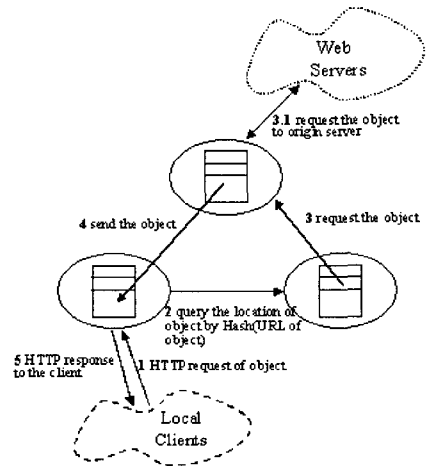 Web
Servers
3.1 request the object
to origin server
4 send the object
3 request the object
2 query the location of
object by Hash(URL of
object)
5 HTTP response
to the client
1 HTTP request of object
Local
Clients